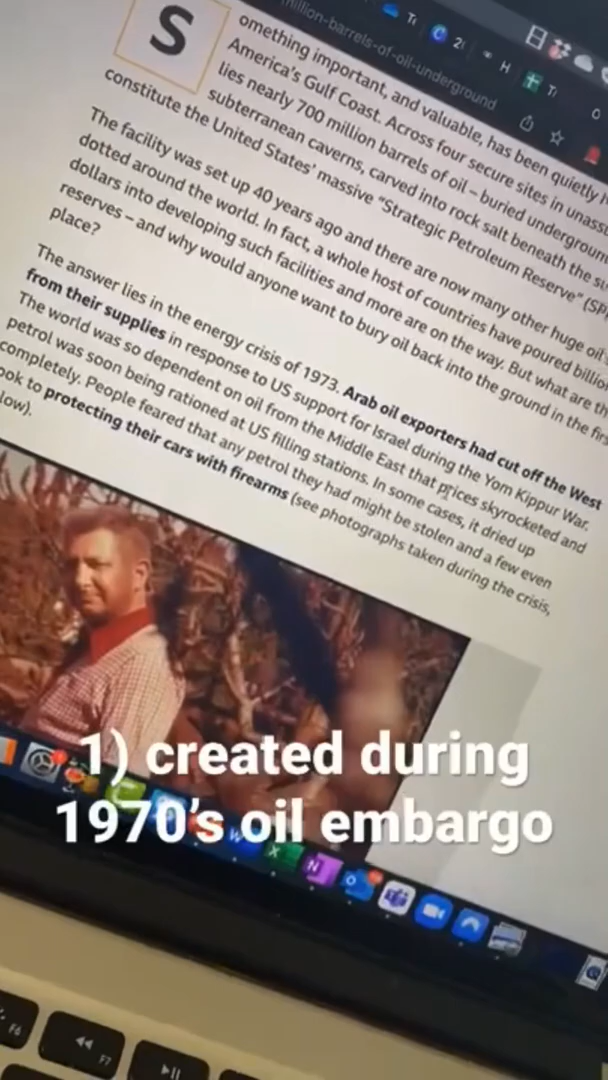 million-barrels-of-oil-underground
S
omething important, and valuable, has been quietly
America's Gulf Coast. Across four secure sites in
lies nearly 700 million barrels of oil – buried underground
subterranean caverns, carved into rock salt beneath the
constitute the United States' massive "Strategic Petroleum Reserve" (SP
The facility was set up 40 years ago and there are now many other huge oil
dotted around the world. In fact, a whole host of countries have poured
dollars into developing such facilities and more are on the way. But what are
reserves – and why would anyone want to bury oil back into the ground in the
place?
The answer lies in the energy crisis of 1973. Arab oil exporters had cut off the West
from their supplies in response to US support for Israel during the Yom Kippur War.
The world was so dependent on oil from the Middle East that prices skyrocketed and
petrol was soon being rationed at US filling stations. In some cases, it dried up
completely. People feared that any petrol they had might be stolen and a few even
ook to protecting their cars with firearms (see photographs taken during the crisis,
low).
1) created during
1970's oil embargo
F6
F7